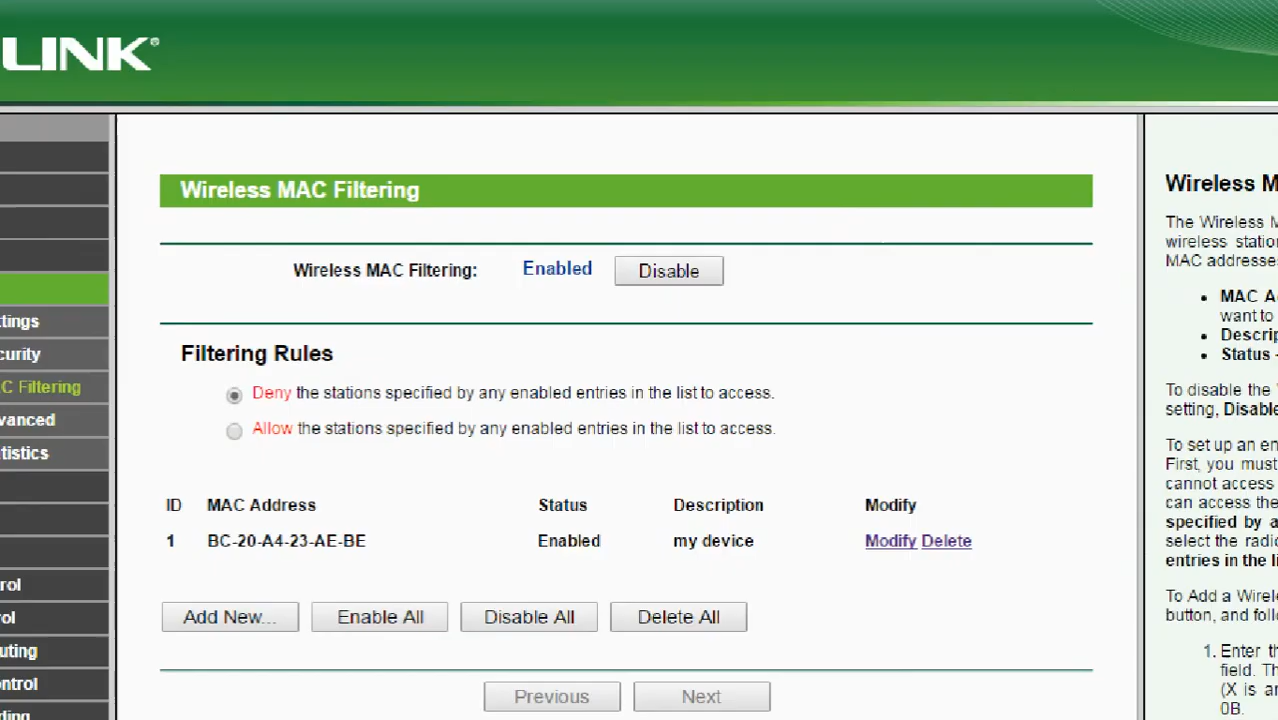 LINK®
Wireless MAC Filtering
Wireless MAC Filtering: Enabled Disable
Filtering Rules
Deny the stations specified by any enabled entries in the list to access.
Allow the stations specified by any enabled entries in the list to access.
ID MAC Address Status Description Modify
1 BC-20-A4-23-AE-BE Enabled my device Modify Delete
Add New... Enable All Disable All Delete All
Previous Next
ttings
curity
C Filtering
vanced
tistics
rol
ol
uting
ontrol
ding
Wireless M
The Wireless M
wireless station
MAC addresses
• MAC Ad
want to
• Descrip
• Status -
To disable the
setting, Disable
To set up an en
First, you must
cannot access
can access the
specified by a
select the radio
entries in the li
To Add a Wirele
button, and follo
1. Enter th
field. Th
(X is an
0B.